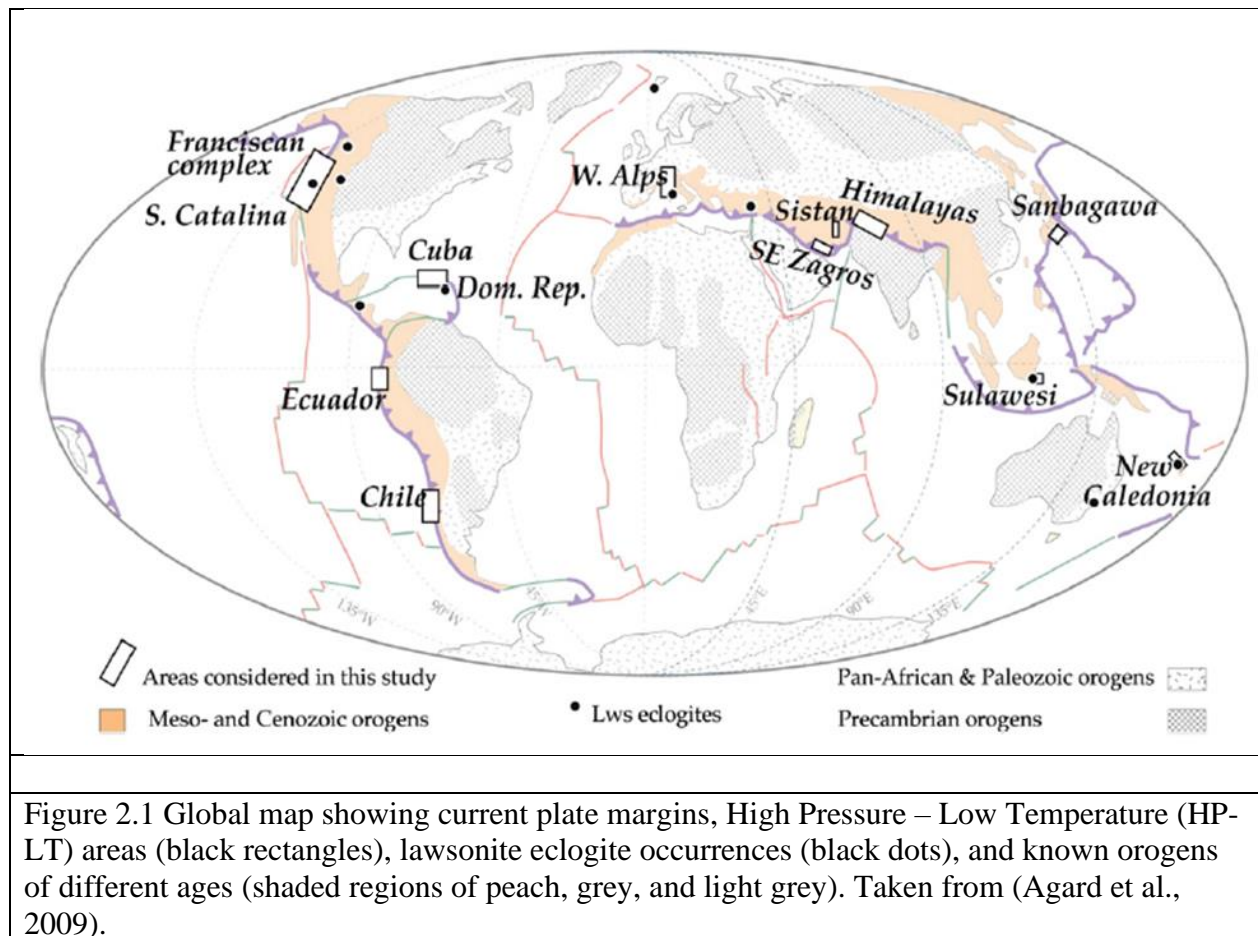 Franciscan
complex
S. Catalina
Cuba
Dom. Rep.
Ecuador
Chile
W. Alps
Sistan
Himalayas
SE Zagros
Sanbagawa
Sulawesi
New
Caledonia
135°W
90°W
45°W
45°E
90°E
135°E
Areas considered in this study
Meso- and Cenozoic orogens
Lws eclogites
Pan-African & Paleozoic orogens
Precambrian orogens
Figure 2.1 Global map showing current plate margins, High Pressure – Low Temperature (HP-
LT) areas (black rectangles), lawsonite eclogite occurrences (black dots), and known orogens
of different ages (shaded regions of peach, grey, and light grey). Taken from (Agard et al.,
2009).